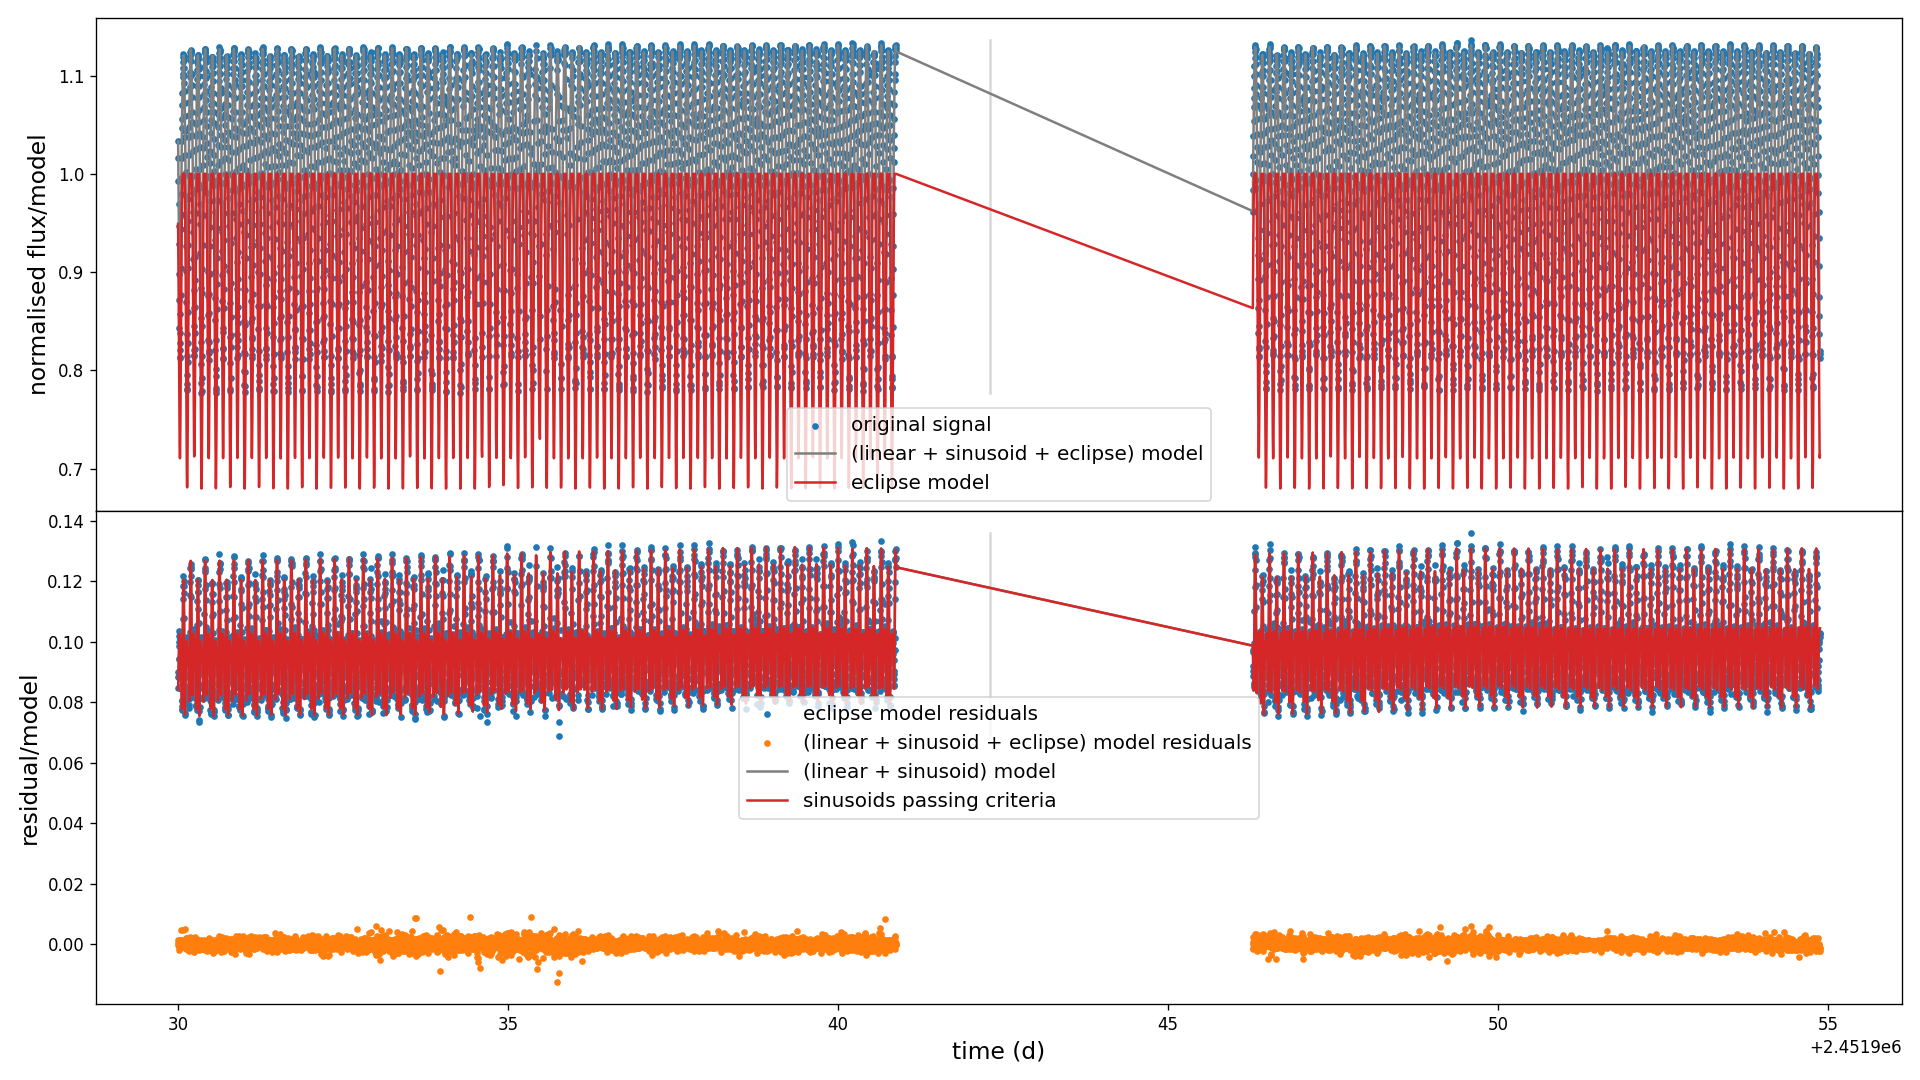 normalised flux/model
1.1
1.0
0.9
0.8
0.7
original signal
(linear + sinusoid + eclipse) model
eclipse model
residual/model
0.14
0.12
0.10
0.08
0.06
0.04
0.02
0.00
eclipse model residuals
(linear + sinusoid + eclipse) model residuals
(linear + sinusoid) model
sinusoids passing criteria
30
35
40
45
50
55
time (d)
+2.4519e6